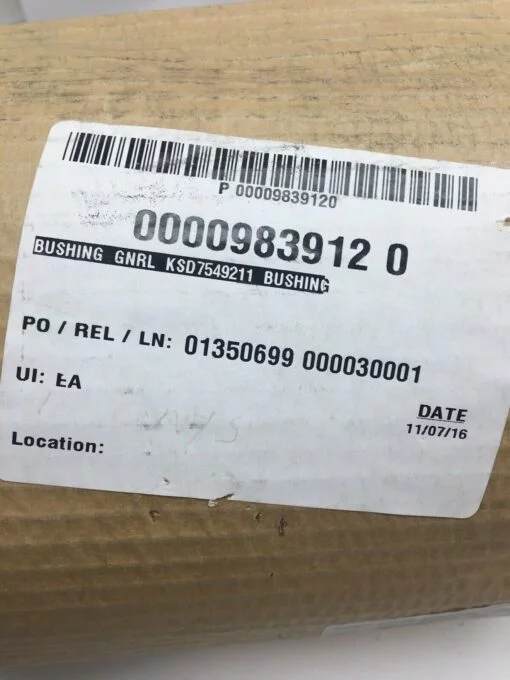 P 00009839120
0000983912 0
BUSHING GNRL KSD7549211 BUSHING
PO / REL / LN: 01350699 000030001
UI: EA
DATE
11/07/16
Location: